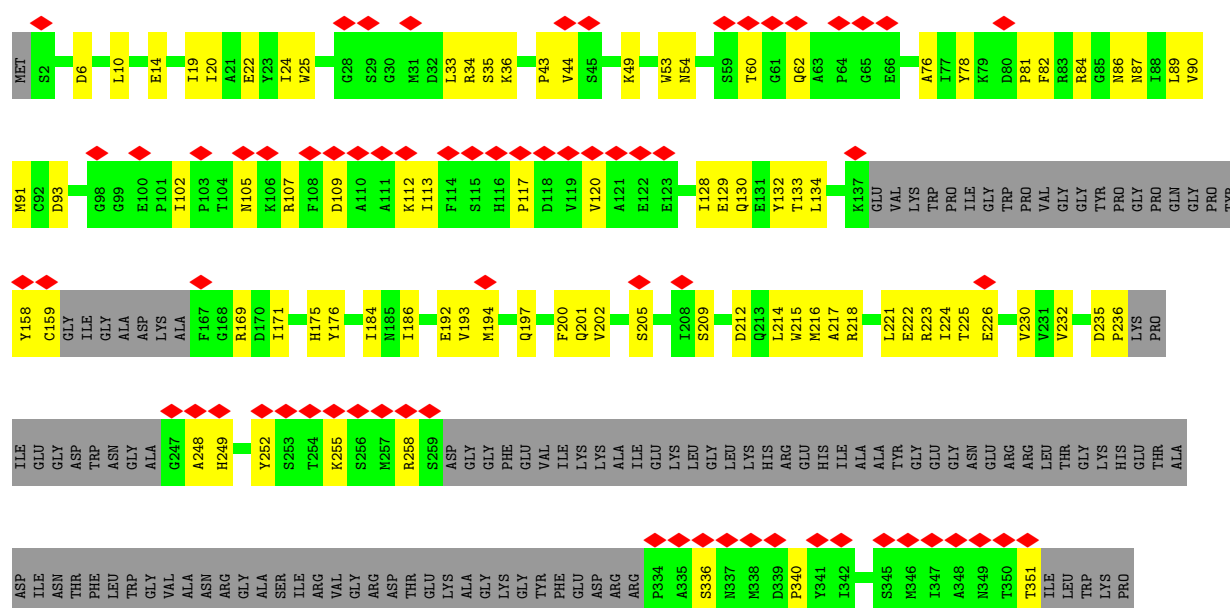 MET S2 D6 L10 E14 I19 I20 A21 E22 Y23 I24 W25 G28 S29 G30 M31 D32 L33 R34 S35 K36 P43 V44 S45 K49 W53 N54 S59 T60 G61 Q62 A63 P64 G65 E66 A76 I77 Y78 K79 D80 P81 F82 R83 R84 G85 N86 N87 I88 L89 V90
M91 C92 D93 G98 G99 E100 P101 I102 P103 T104 N105 K106 R107 F108 D109 A110 A111 K112 I113 F114 S115 H116 P117 D118 V119 V120 A121 E122 E123 I128 E129 Q130 E131 Y132 T133 L134 K137 GLU VAL LYS TRP PRO ILE GLY TRP PRO VAL GLY GLY TYR PRO GLY PRO GLN GLY PRO TYR
Y158 C159 GLY ILE GLY ALA ASP LYS ALA F167 G168 R169 D170 I171 H175 Y176 I184 N185 I186 E192 V193 M194 Q197 F200 Q201 V202 S205 I208 S209 D212 Q213 L214 W215 M216 A217 R218 L221 E222 R223 I224 T225 E226 V230 V231 V232 D235 P236 LYS PRO
ILE GLU GLY ASP TRP ASN GLY ALA G247 A248 H249 Y252 S253 T254 K255 S256 M257 R258 S259 ASP GLY GLY PHE GLU VAL ILE LYS LYS ALA ILE GLU LYS LEU GLY LEU LYS HIS ARG GLU HIS ILE ALA ALA TYR GLY GLU GLY ASN GLU ARG ARG LEU THR GLY LYS HIS GLU THR ALA
ASP ILE ASN THR PHE LEU TRP GLY VAL ALA ASN ARG GLY ALA SER ILE ARG VAL GLY ARG ASP THR GLU LYS ALA GLY LYS GLY TYR PHE GLU ASP ARG ARG P334 A335 S336 N337 M338 D339 P340 Y341 I342 S345 M346 I347 A348 N349 T350 T351 ILE LEU TRP LYS PRO